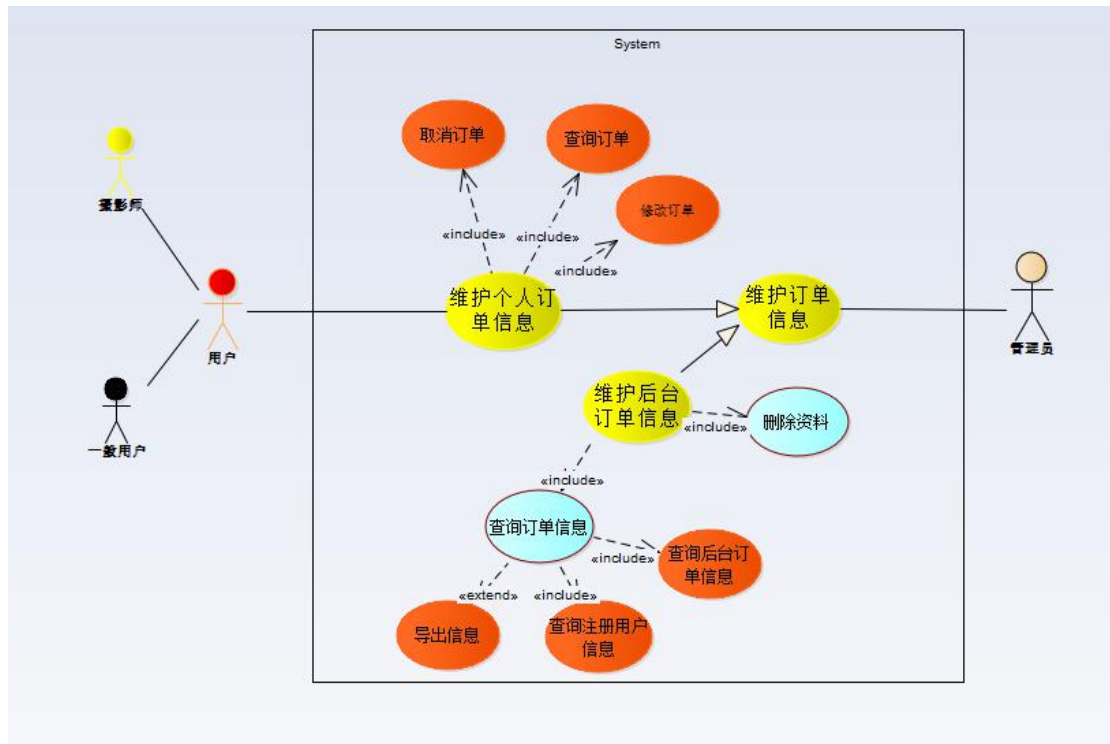 System
取消订单
查询订单
修改订单
摄影师
«include»
«include»
«include»
维护个人订
单信息
维护订单
信息
用户
管理员
维护后台
订单信息
«include»
删除资料
一般用户
«include»
查询订单信息
«include»
查询后台订
单信息
«extend»
«include»
导出信息
查询注册用户
信息